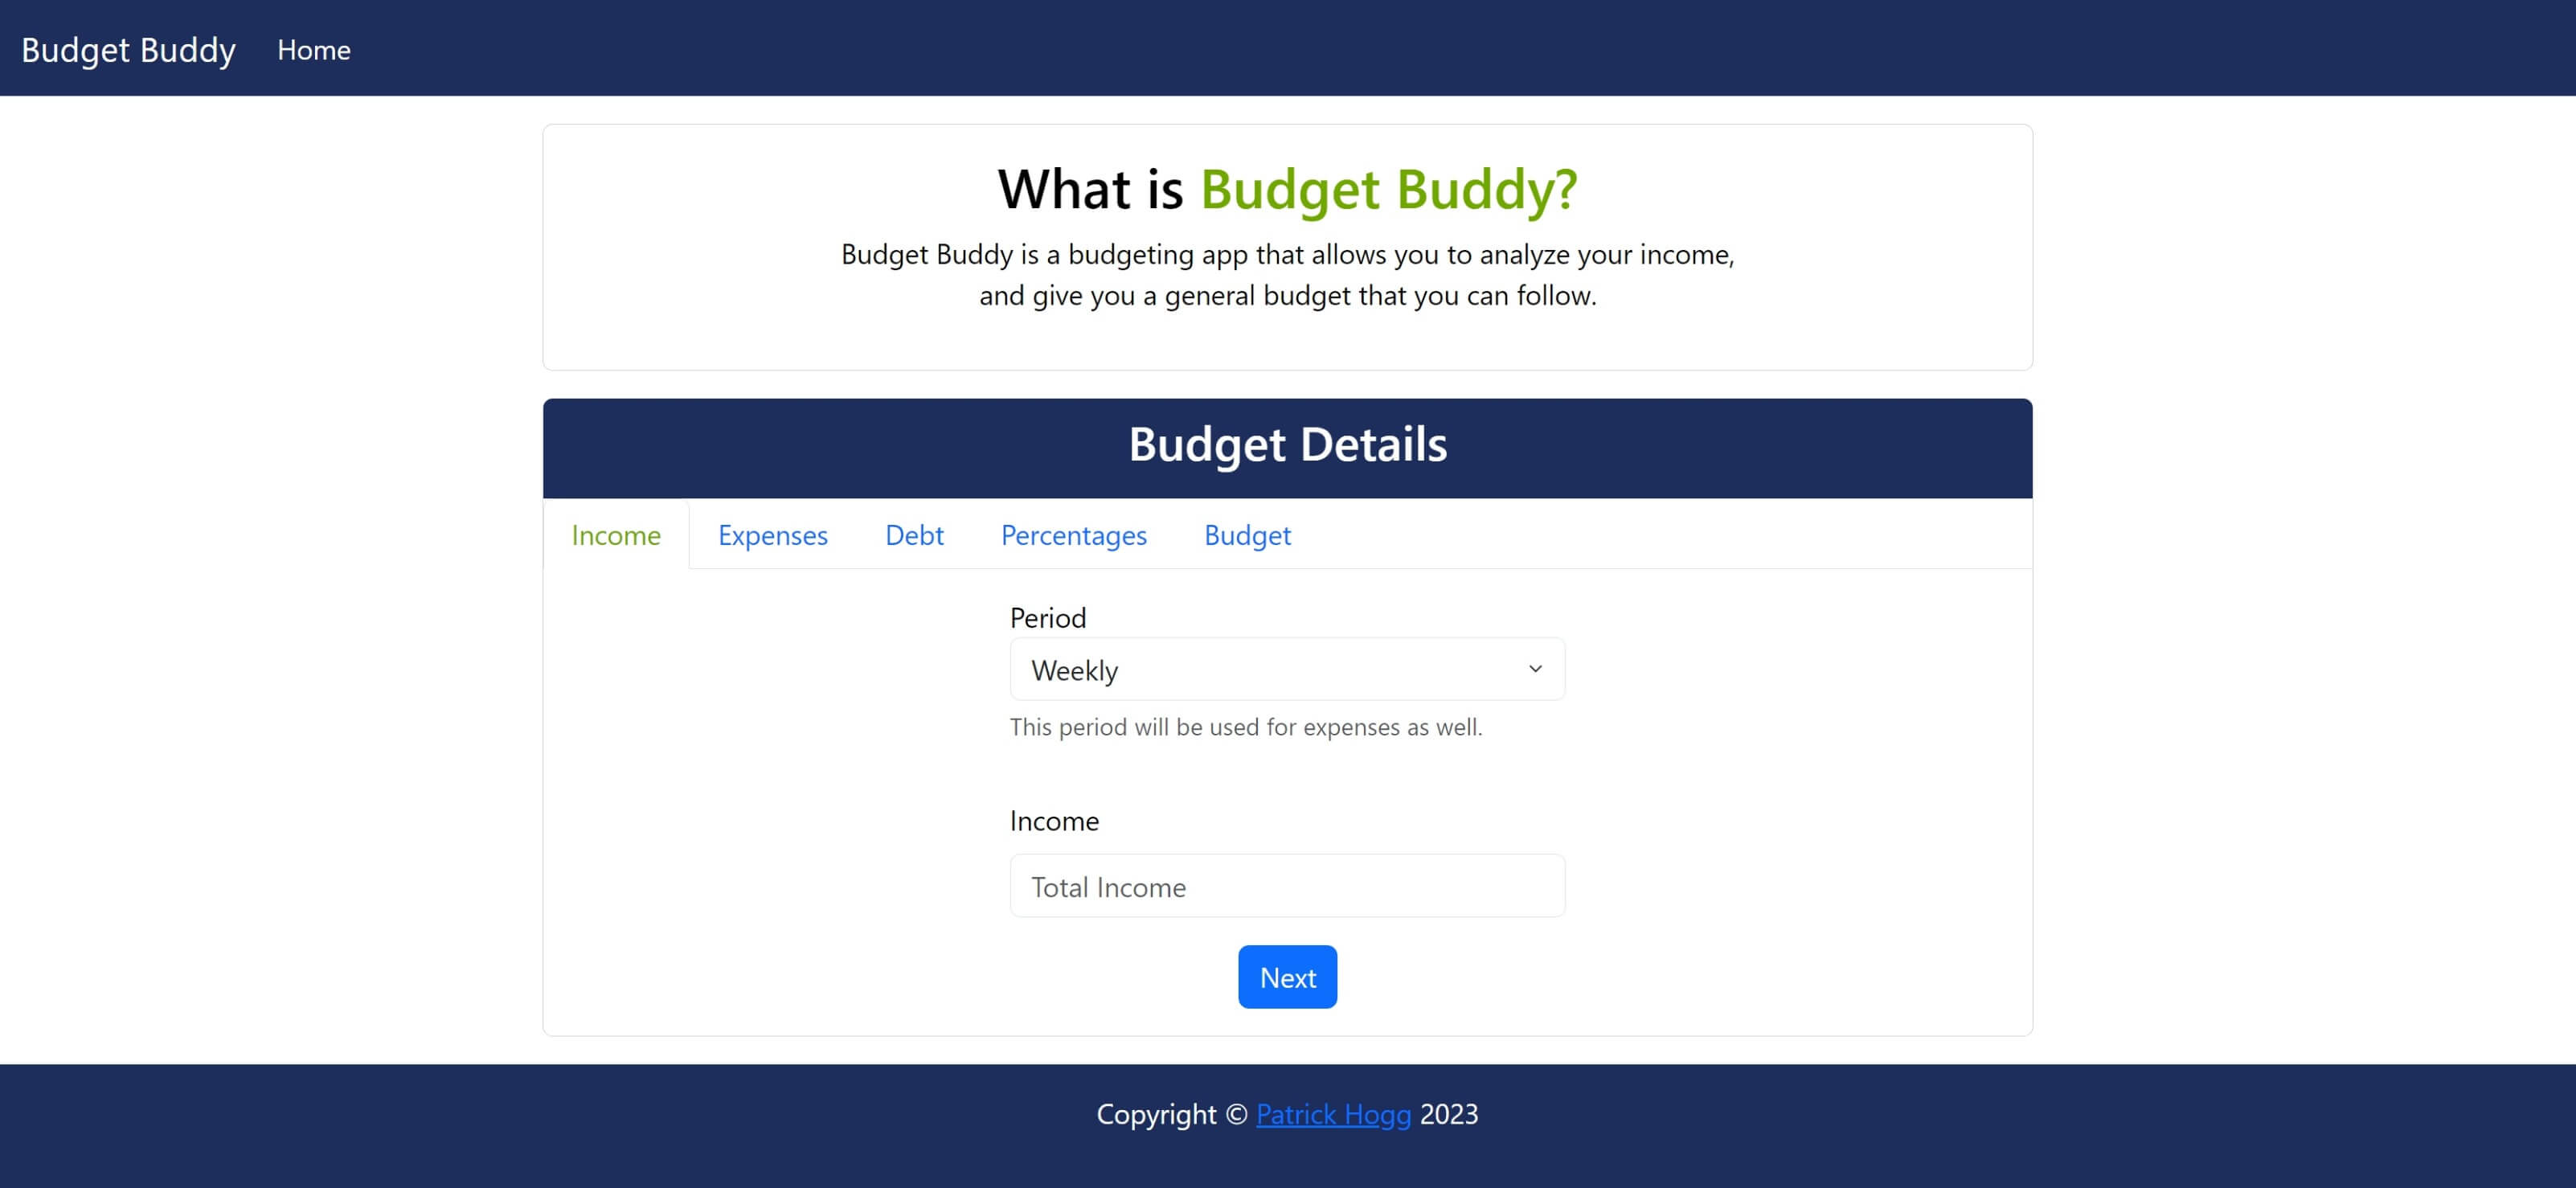 Budget Buddy Home
What is Budget Buddy?
Budget Buddy is a budgeting app that allows you to analyze your income,
and give you a general budget that you can follow.
Budget Details
Income Expenses Debt Percentages Budget
Period
Weekly
This period will be used for expenses as well.
Income
Total Income
Next
Copyright © Patrick Hogg 2023